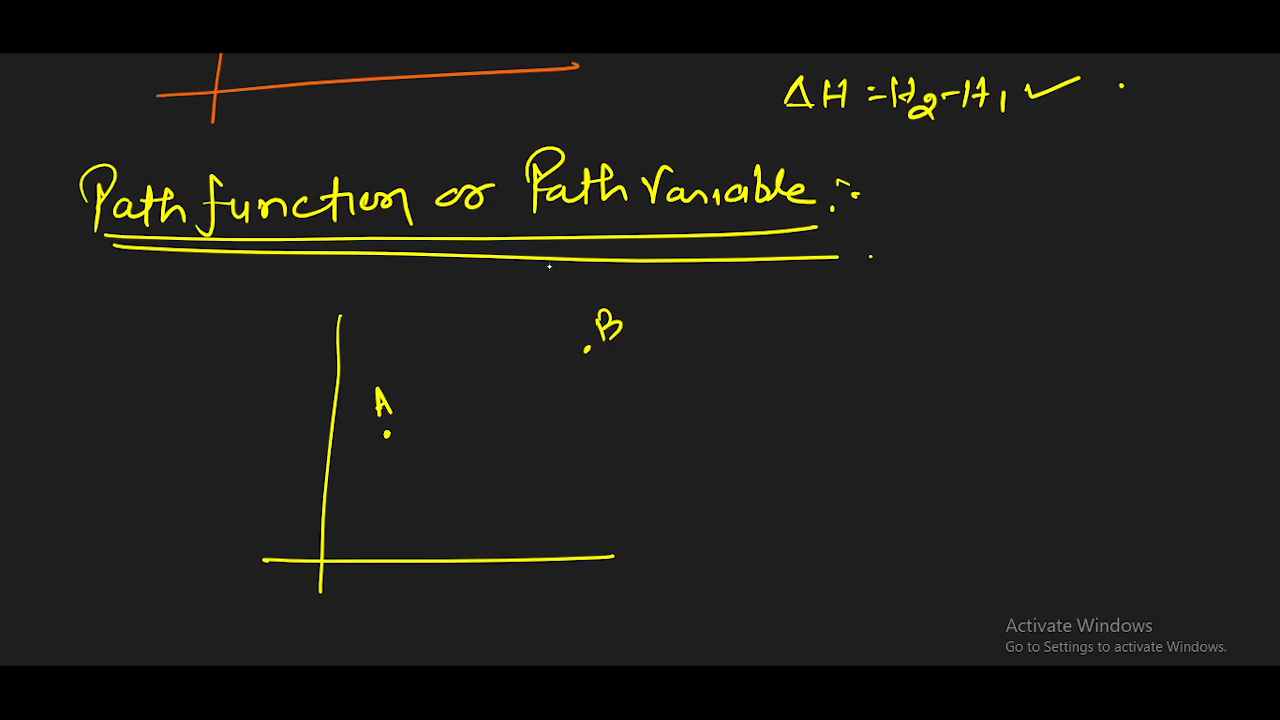 ΔH = H2 - H1 ✓
Path function or Path Variable :-
B
A
Activate Windows
Go to Settings to activate Windows.